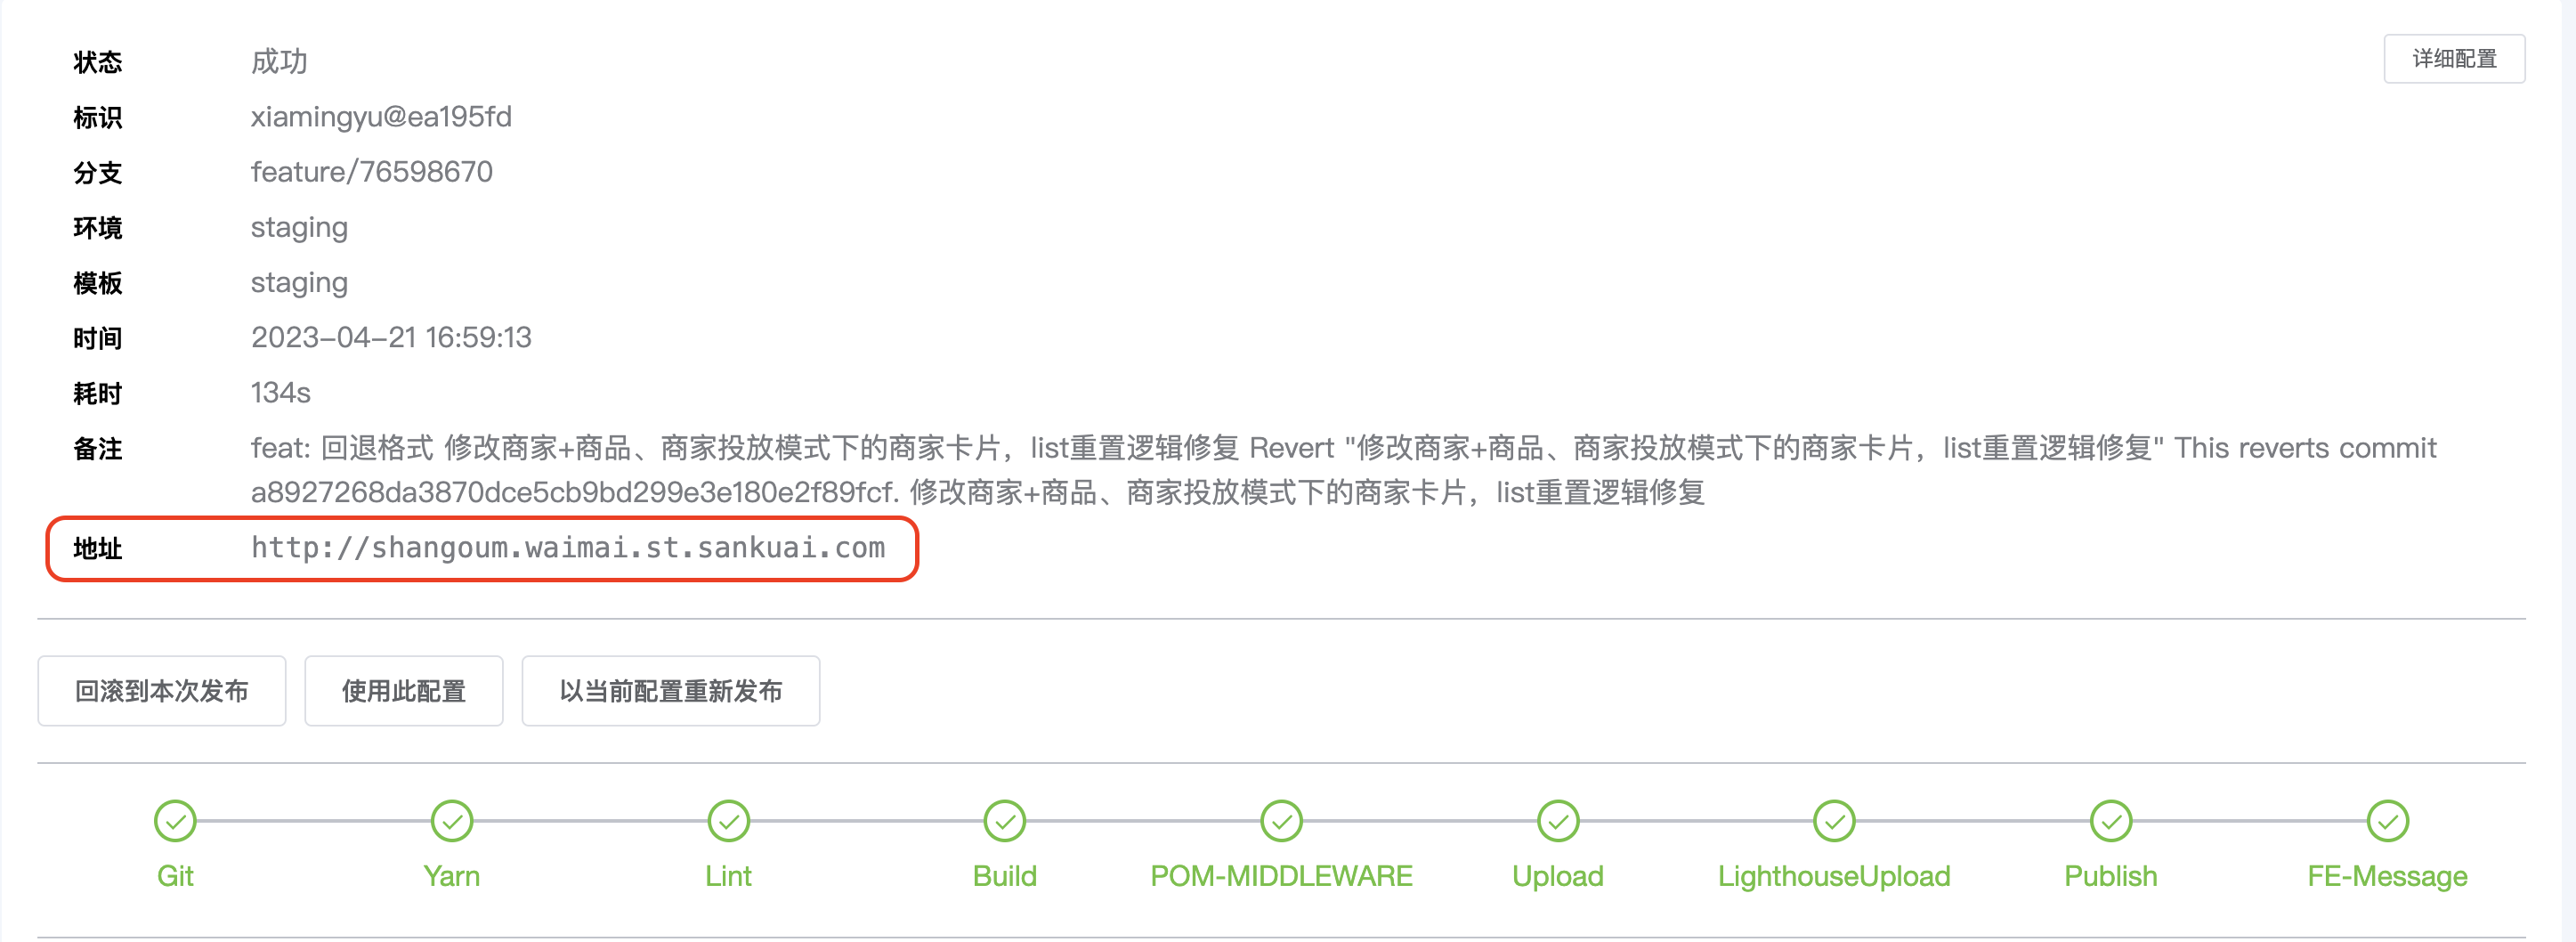 状态 成功 详细配置
标识 xiamingyu@ea195fd
分支 feature/76598670
环境 staging
模板 staging
时间 2023-04-21 16:59:13
耗时 134s
备注 feat: 回退格式 修改商家+商品、商家投放模式下的商家卡片，list重置逻辑修复 Revert "修改商家+商品、商家投放模式下的商家卡片，list重置逻辑修复" This reverts commit
a8927268da3870dce5cb9bd299e3e180e2f89fcf. 修改商家+商品、商家投放模式下的商家卡片，list重置逻辑修复
地址 http://shangoum.waimai.st.sankuai.com
回滚到本次发布 使用此配置 以当前配置重新发布
Git Yarn Lint Build POM-MIDDLEWARE Upload LighthouseUpload Publish FE-Message